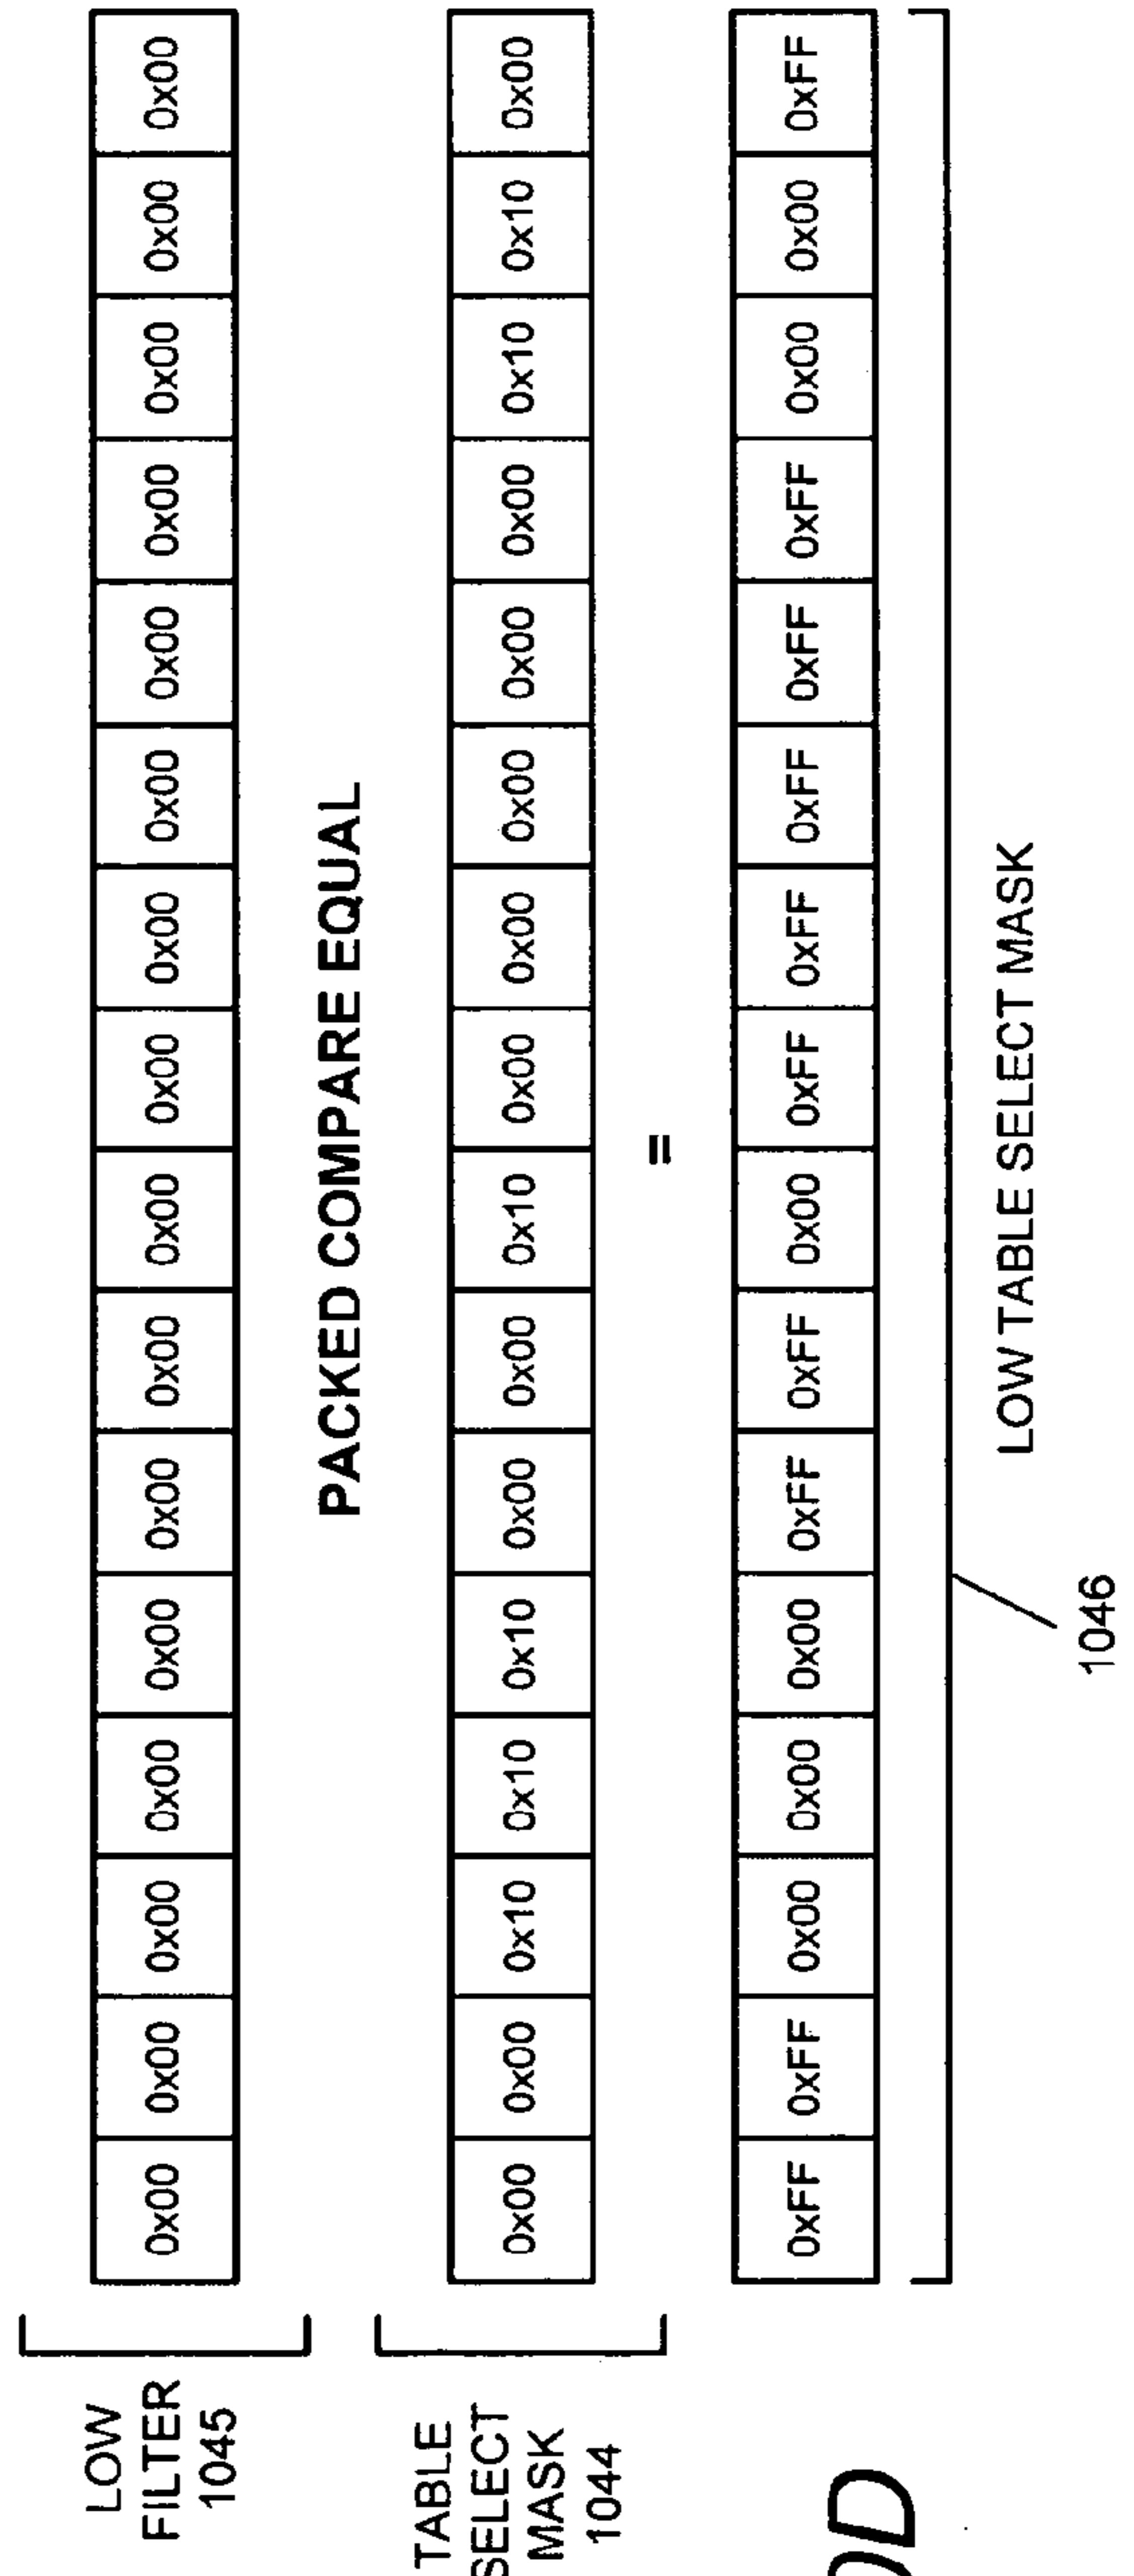 LOW
FILTER
1045
0x00 0x00 0x00 0x00 0x00 0x00 0x00 0x00 0x00 0x00 0x00 0x00 0x00 0x00 0x00 0x00
PACKED COMPARE EQUAL
TABLE
SELECT
MASK
1044
0x00 0x00 0x10 0x10 0x10 0x00 0x00 0x10 0x00 0x00 0x00 0x00 0x00 0x10 0x10 0x00
=
0xFF 0xFF 0x00 0x00 0x00 0xFF 0xFF 0x00 0xFF 0xFF 0xFF 0xFF 0xFF 0x00 0x00 0xFF
LOW TABLE SELECT MASK
1046